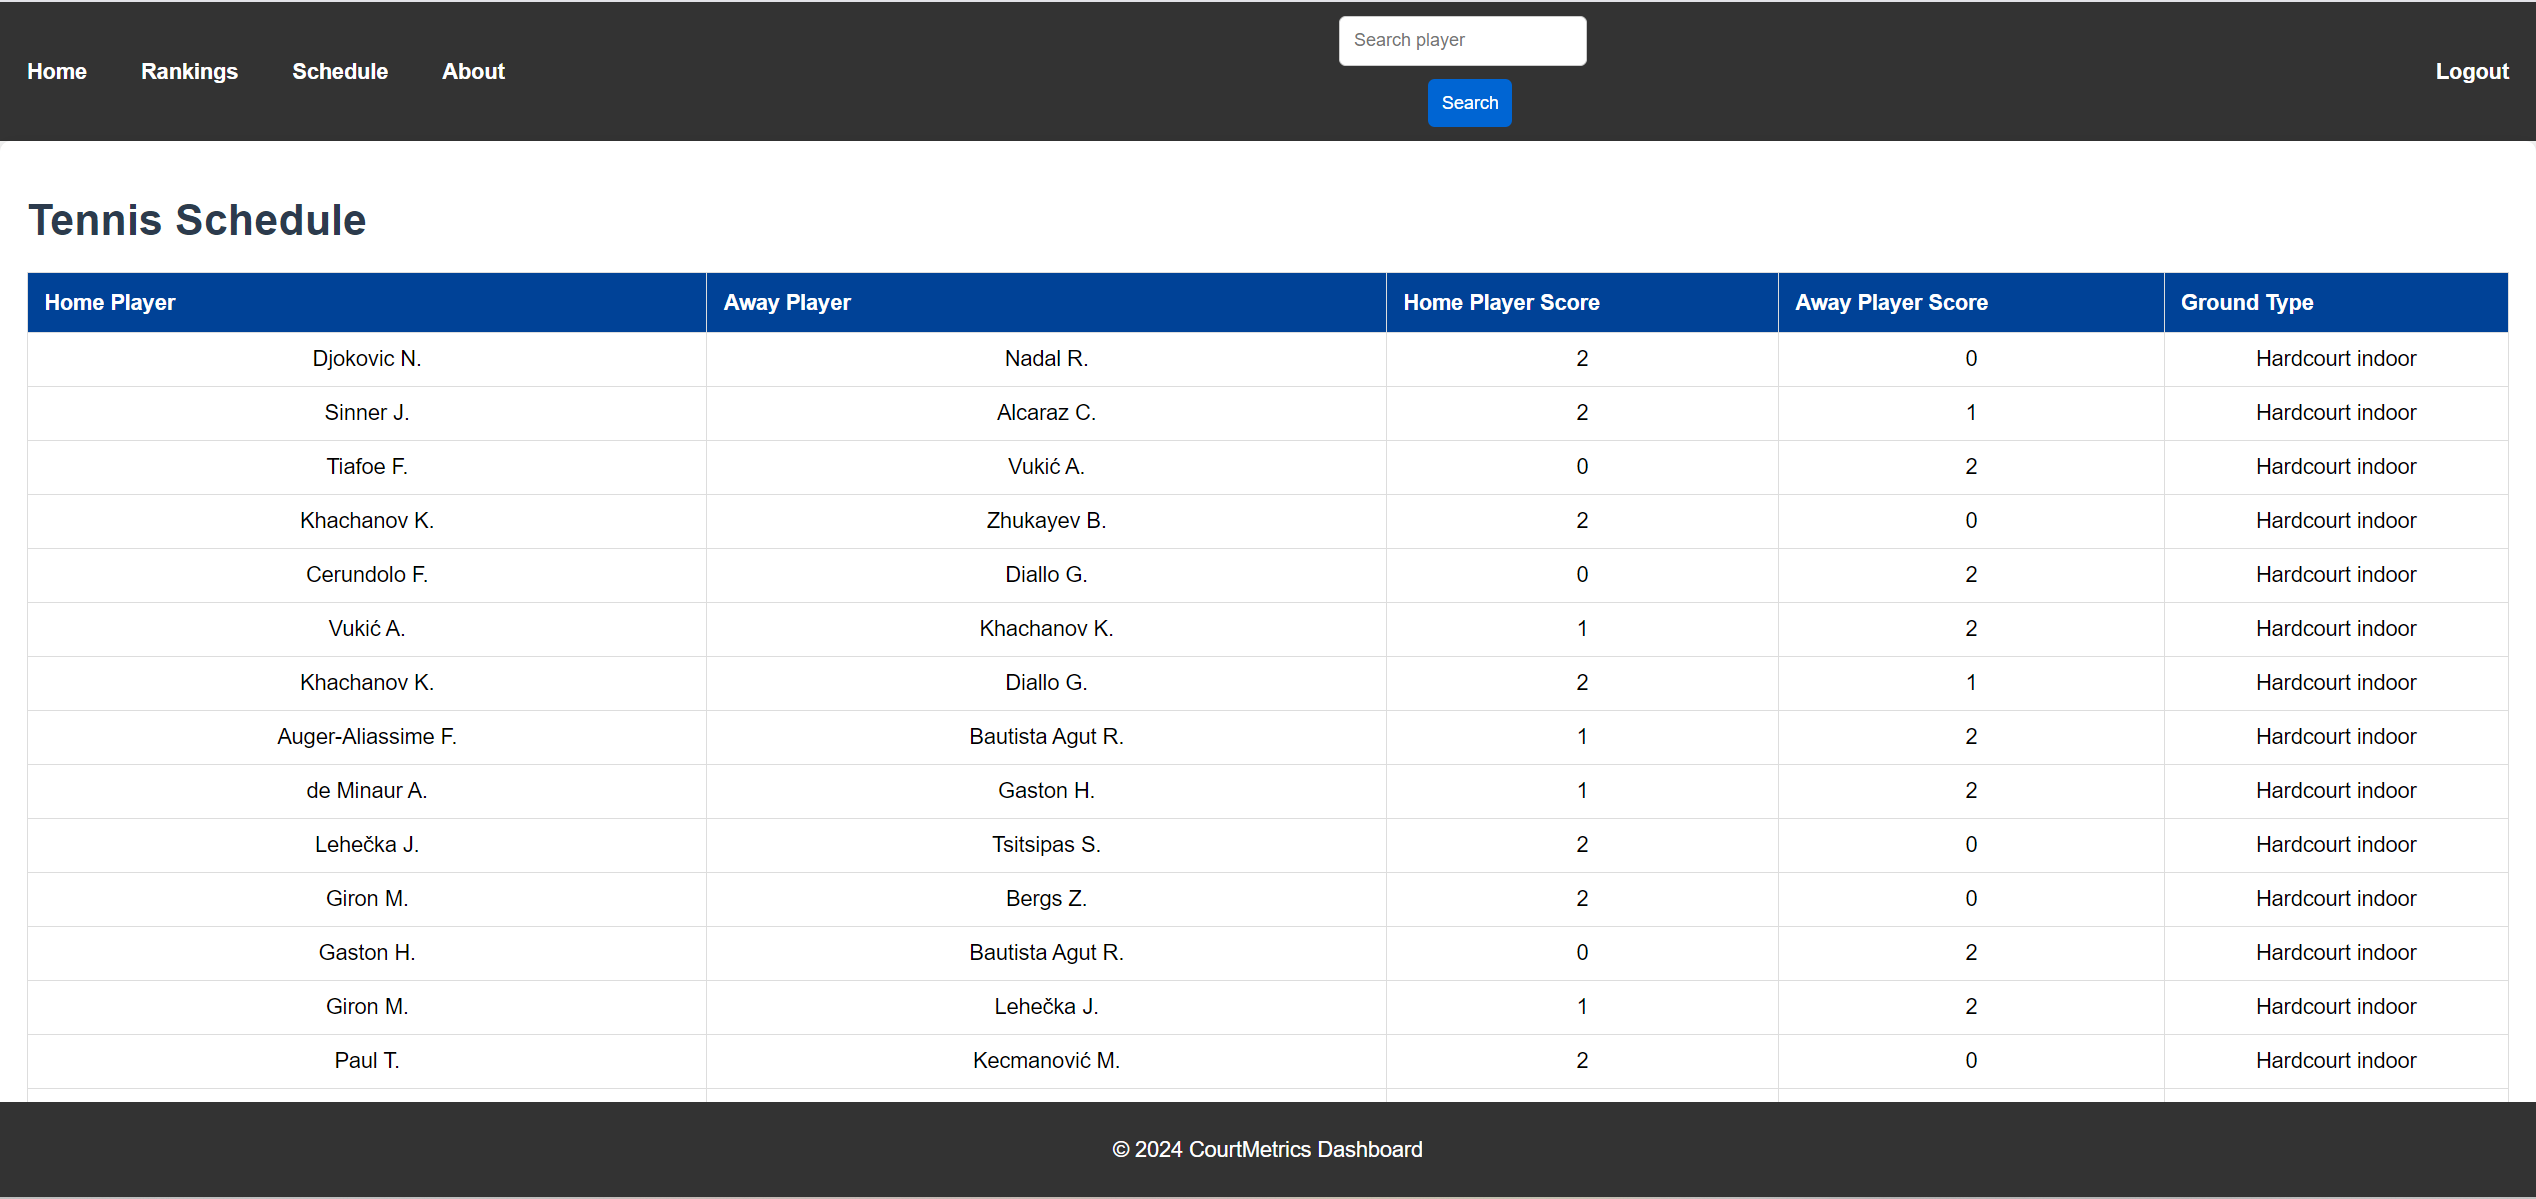 Home Rankings Schedule About Search player Logout
Search
Tennis Schedule
Home Player Away Player Home Player Score Away Player Score Ground Type
Djokovic N. Nadal R. 2 0 Hardcourt indoor
Sinner J. Alcaraz C. 2 1 Hardcourt indoor
Tiafoe F. Vukić A. 0 2 Hardcourt indoor
Khachanov K. Zhukayev B. 2 0 Hardcourt indoor
Cerundolo F. Diallo G. 0 2 Hardcourt indoor
Vukić A. Khachanov K. 1 2 Hardcourt indoor
Khachanov K. Diallo G. 2 1 Hardcourt indoor
Auger-Aliassime F. Bautista Agut R. 1 2 Hardcourt indoor
de Minaur A. Gaston H. 1 2 Hardcourt indoor
Lehečka J. Tsitsipas S. 2 0 Hardcourt indoor
Giron M. Bergs Z. 2 0 Hardcourt indoor
Gaston H. Bautista Agut R. 0 2 Hardcourt indoor
Giron M. Lehečka J. 1 2 Hardcourt indoor
Paul T. Kecmanović M. 2 0 Hardcourt indoor
© 2024 CourtMetrics Dashboard